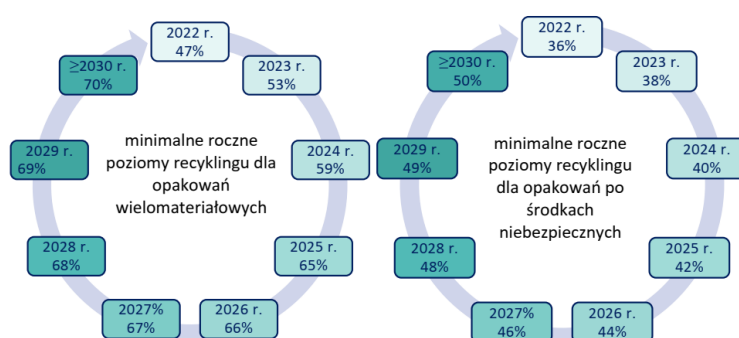 2022 r.
47%
2023 r.
53%
2024 r.
59%
2025 r.
65%
2026 r.
66%
2027%
67%
2028 r.
68%
2029 r.
69%
≥2030 r.
70%
minimalne roczne
poziomy recyklingu dla
opakowań
wielomateriałowych
2022 r.
36%
2023 r.
38%
2024 r.
40%
2025 r.
42%
2026 r.
44%
2027%
46%
2028 r.
48%
2029 r.
49%
≥2030 r.
50%
minimalne roczne
poziomy recyklingu
dla opakowań po
środkach
niebezpiecznych